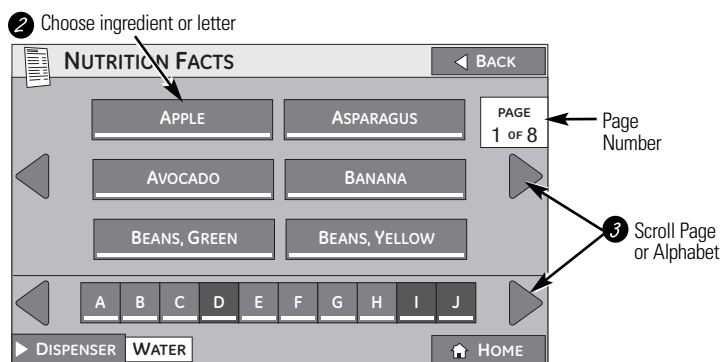 2 Choose ingredient or letter
NUTRITION FACTS
BACK
APPLE
ASPARAGUS
PAGE
1 OF 8
Page
Number
AVOCADO
BANANA
BEANS, GREEN
BEANS, YELLOW
3 Scroll Page
or Alphabet
A B C D E F G H I J
DISPENSER WATER
HOME